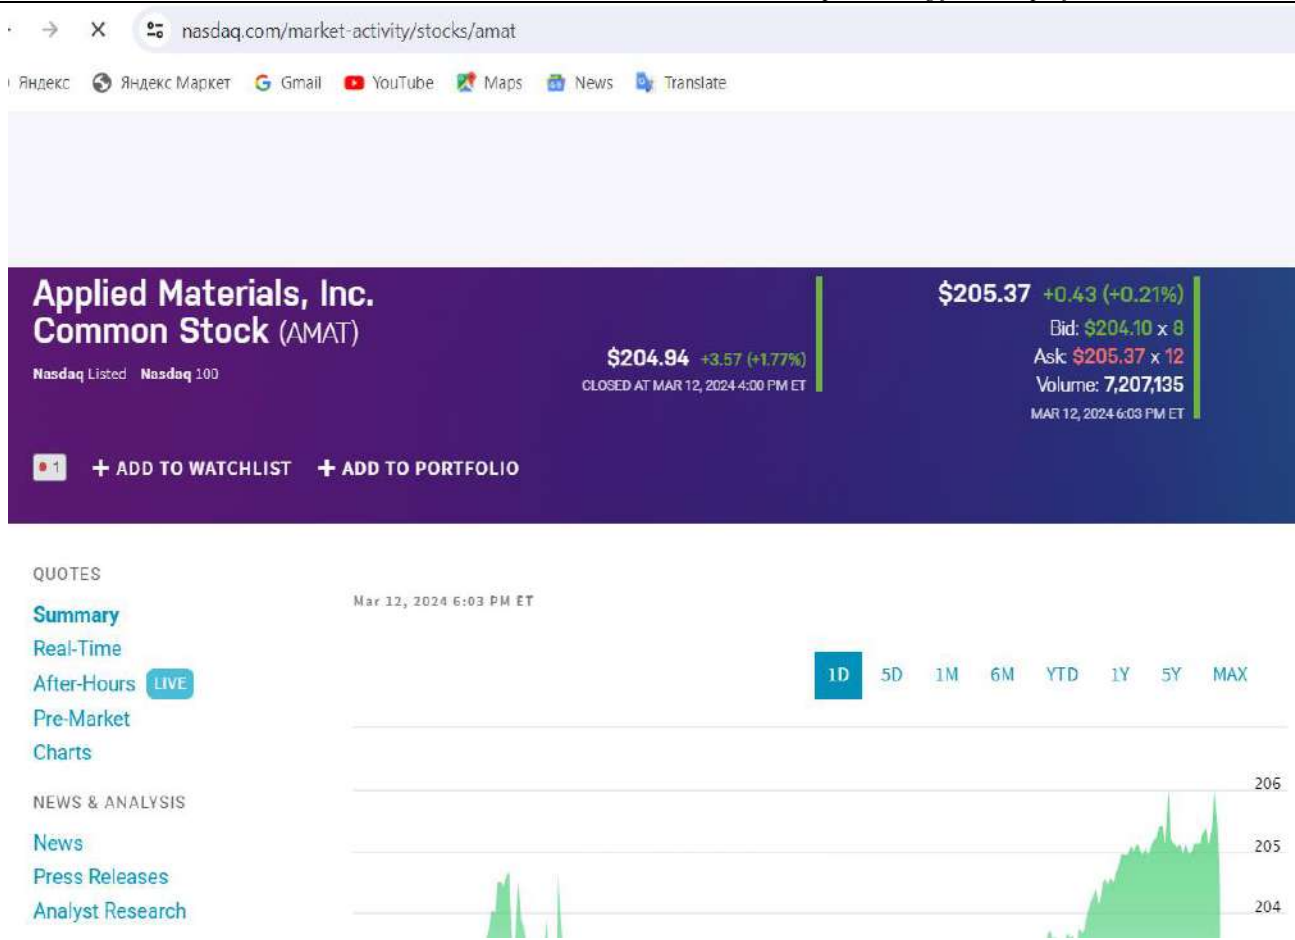 nasdaq.com/market-activity/stocks/amat
Яндекс Яндекс Маркет Gmail YouTube Maps News Translate
Applied Materials, Inc.
Common Stock (AMAT)
Nasdaq Listed Nasdaq 100
$204.94 +3.57 (+1.77%)
CLOSED AT MAR 12, 2024 4:00 PM ET
$205.37 +0.43 (+0.21%)
Bid: $204.10 x 8
Ask: $205.37 x 12
Volume: 7,207,135
MAR 12, 2024 6:03 PM ET
1 + ADD TO WATCHLIST + ADD TO PORTFOLIO
QUOTES
Summary
Real-Time
After-Hours LIVE
Pre-Market
Charts
NEWS & ANALYSIS
News
Press Releases
Analyst Research
Mar 12, 2024 6:03 PM ET
1D 5D 1M 6M YTD 1Y 5Y MAX
206
205
204